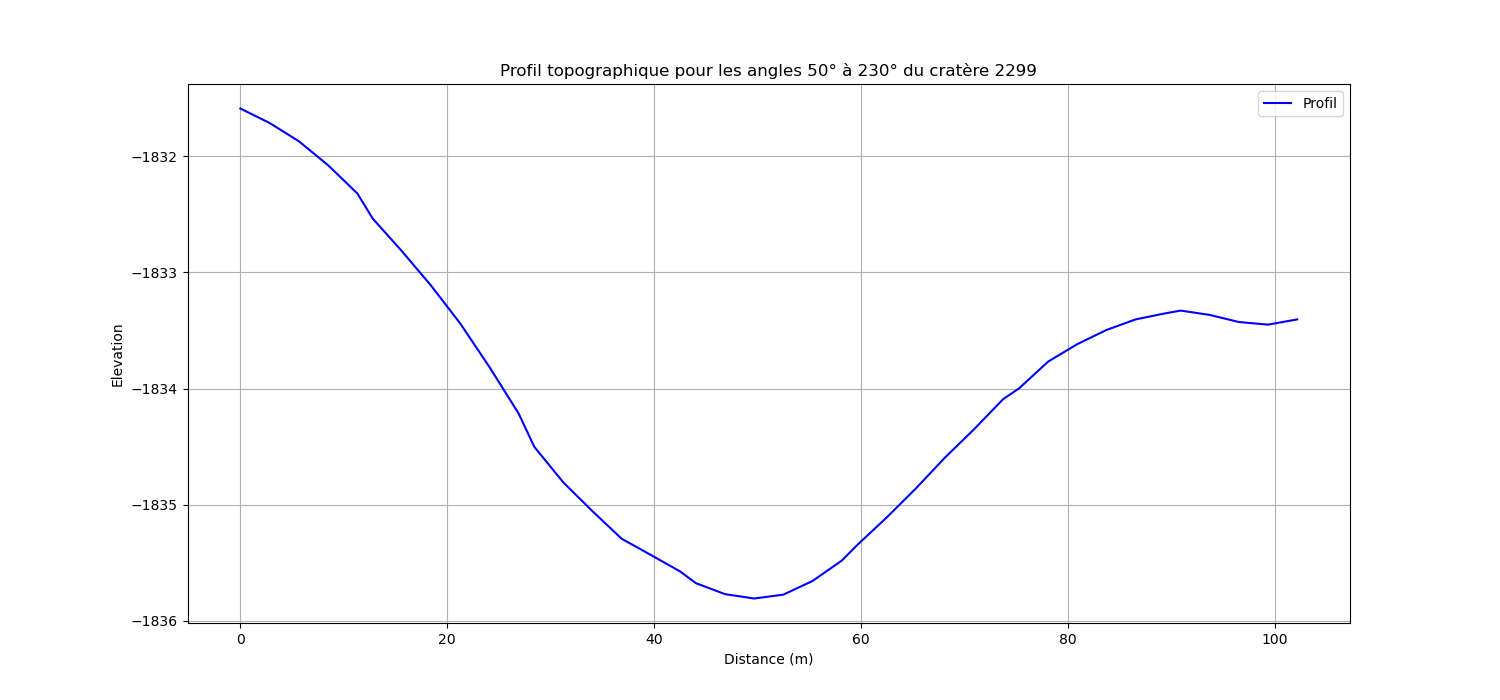 Profil topographique pour les angles 50° à 230° du cratère 2299
Profil
Elevation
−1832
−1833
−1834
−1835
−1836
0 20 40 60 80 100
Distance (m)